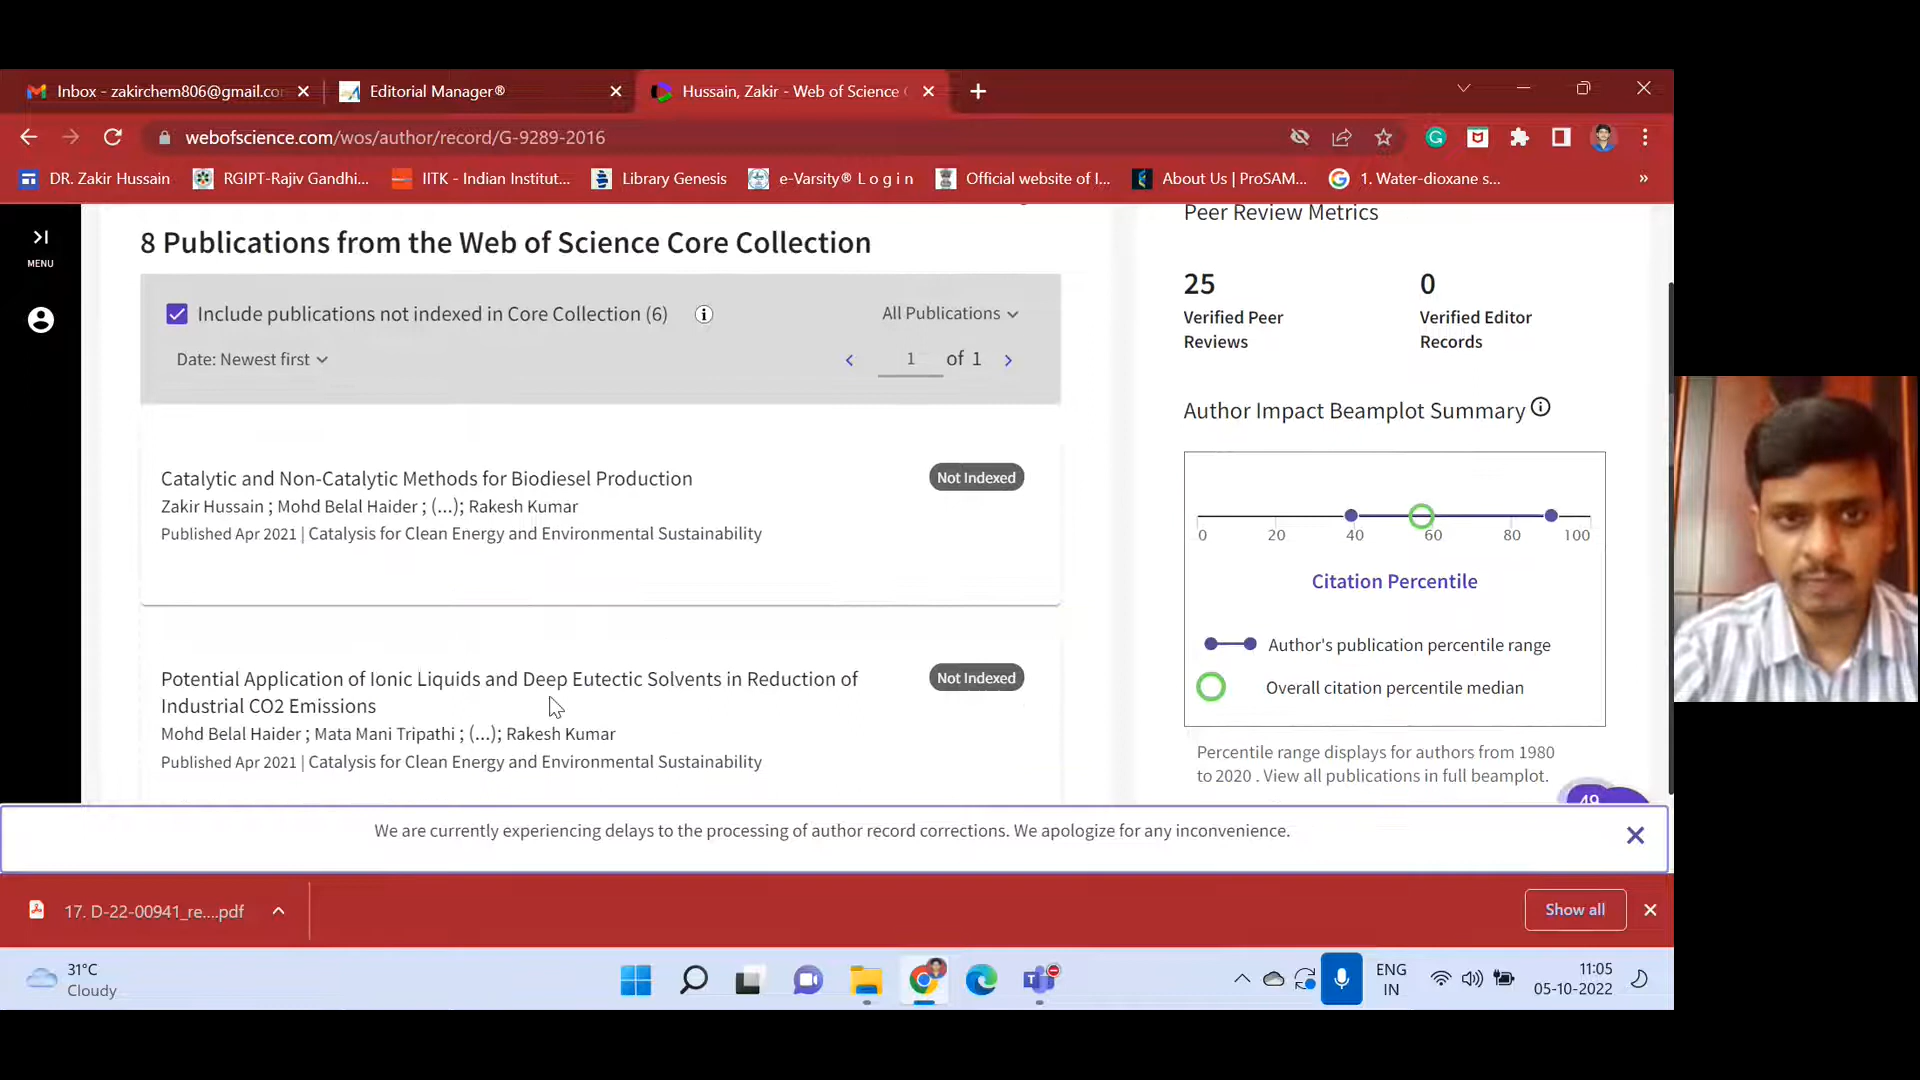 Inbox - zakirchem806@gmail.co
Editorial Manager®
Hussain, Zakir - Web of Science
webofscience.com/wos/author/record/G-9289-2016
DR. Zakir Hussain
RGIPT-Rajiv Gandhi...
IITK - Indian Institut...
Library Genesis
e-Varsity® L o g i n
Official website of I...
About Us | ProSAM...
1. Water-dioxane s...
»
MENU
8 Publications from the Web of Science Core Collection
Include publications not indexed in Core Collection (6)
All Publications
Date: Newest first
1 of 1
Catalytic and Non-Catalytic Methods for Biodiesel Production
Not Indexed
Zakir Hussain ; Mohd Belal Haider ; (...); Rakesh Kumar
Published Apr 2021 | Catalysis for Clean Energy and Environmental Sustainability
Potential Application of Ionic Liquids and Deep Eutectic Solvents in Reduction of
Industrial CO2 Emissions
Not Indexed
Mohd Belal Haider ; Mata Mani Tripathi ; (...); Rakesh Kumar
Published Apr 2021 | Catalysis for Clean Energy and Environmental Sustainability
Peer Review Metrics
25
Verified Peer
Reviews
0
Verified Editor
Records
Author Impact Beamplot Summary
0 20 40 60 80 100
Citation Percentile
Author's publication percentile range
Overall citation percentile median
Percentile range displays for authors from 1980
to 2020 . View all publications in full beamplot.
49
We are currently experiencing delays to the processing of author record corrections. We apologize for any inconvenience.
17. D-22-00941_re....pdf
Show all
31°C
Cloudy
ENG
IN
11:05
05-10-2022